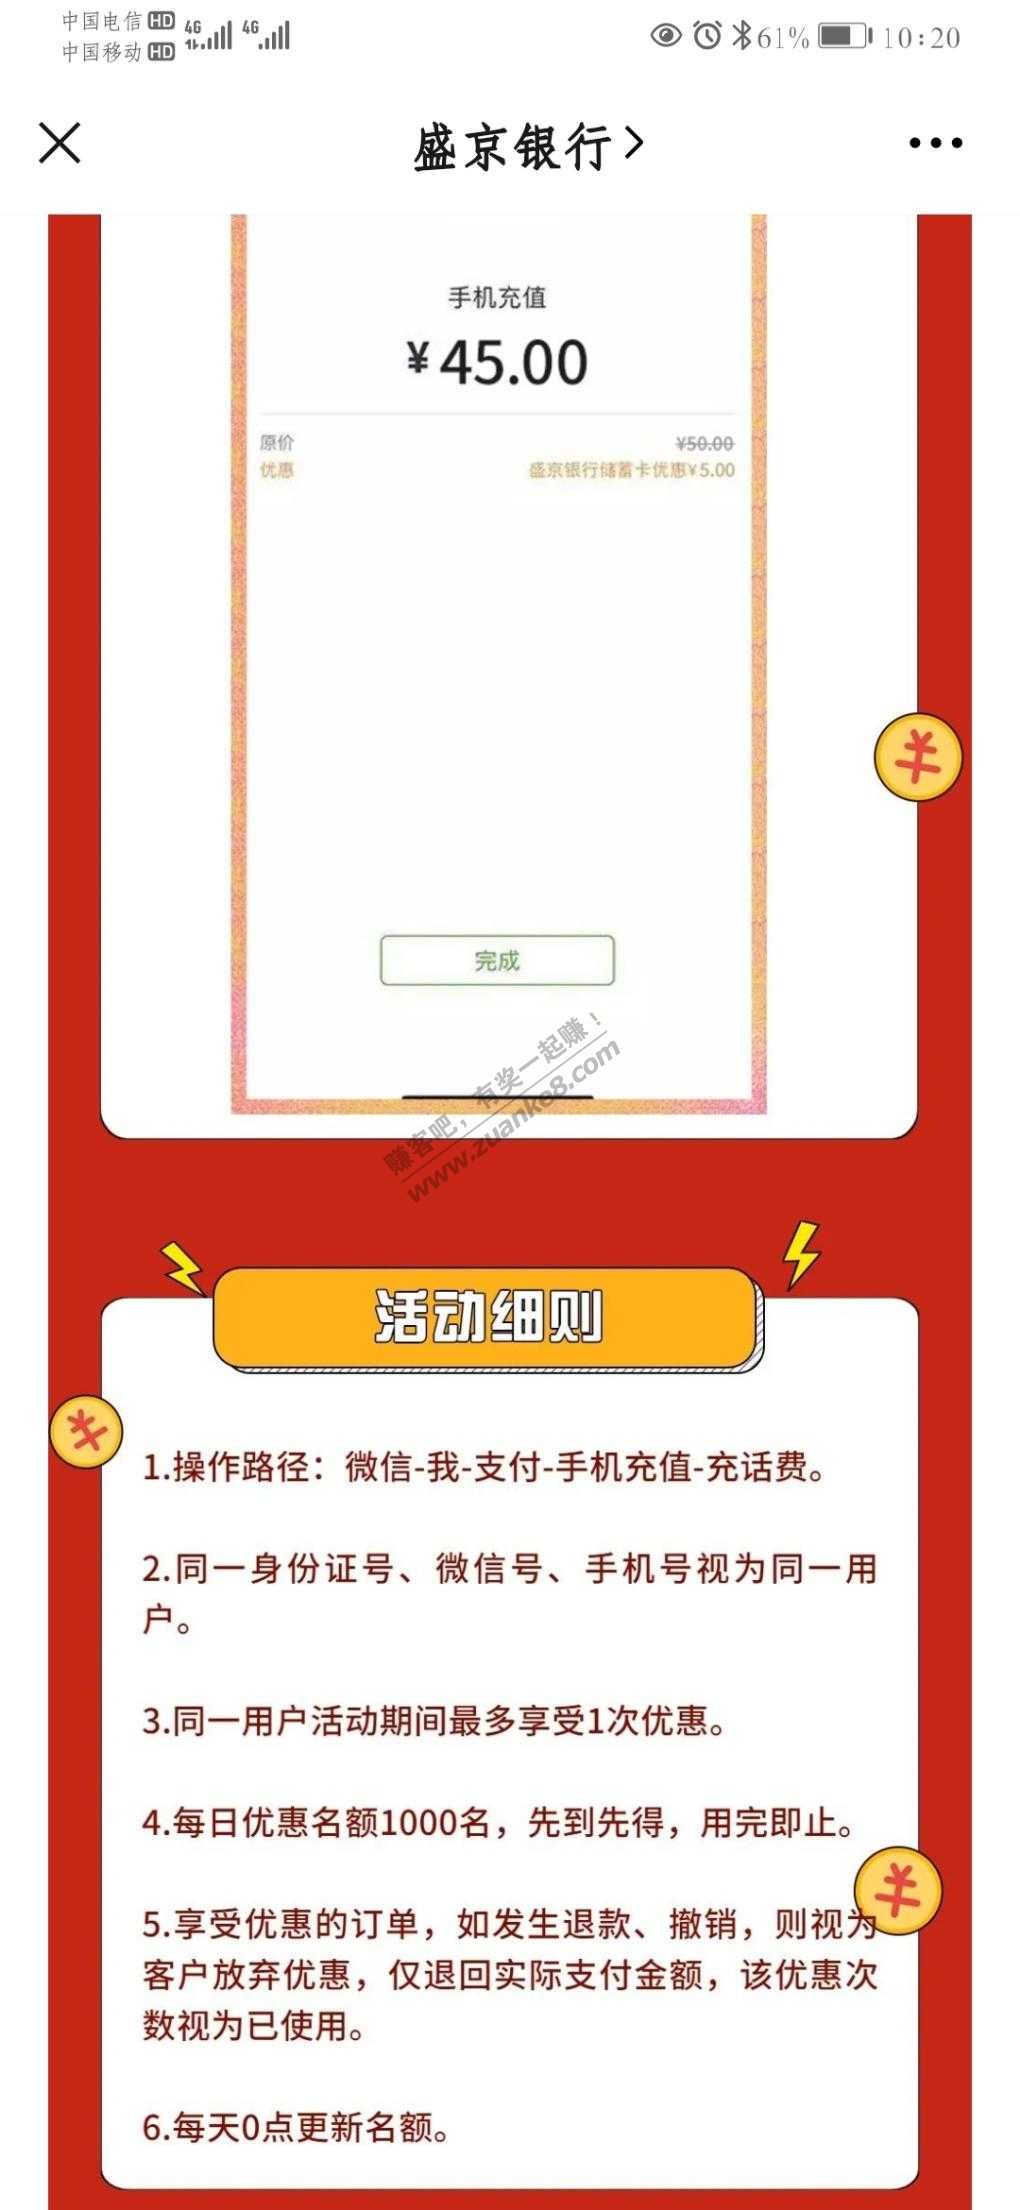 中国电信 HD 4G 4G
中国移动 HD
61% 10:20
盛京银行
手机充值
¥45.00
原价 ¥50.00
优惠 盛京银行储蓄卡优惠¥5.00
完成
赚客吧，有奖一起赚！
www.zuanke8.com
活动细则
1.操作路径：微信-我-支付-手机充值-充话费。
2.同一身份证号、微信号、手机号视为同一用
户。
3.同一用户活动期间最多享受1次优惠。
4.每日优惠名额1000名，先到先得，用完即止。
5.享受优惠的订单，如发生退款、撤销，则视为
客户放弃优惠，仅退回实际支付金额，该优惠次
数视为已使用。
6.每天0点更新名额。